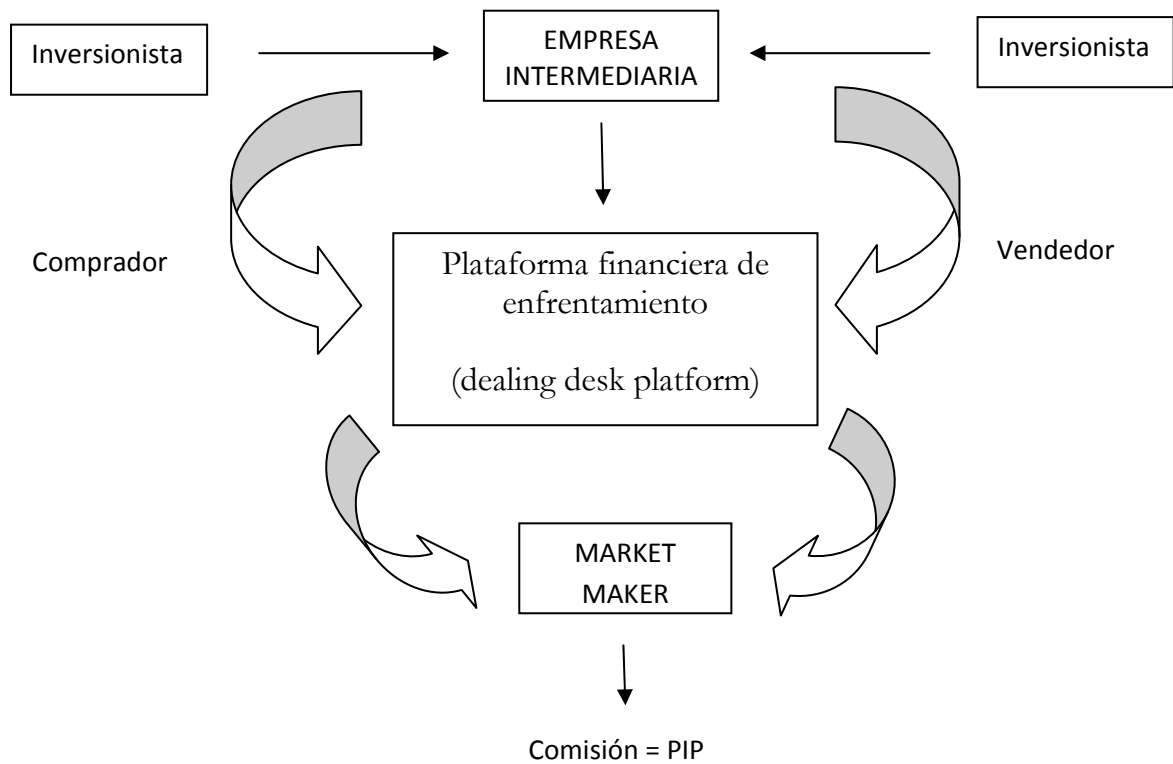 Inversionista
EMPRESA
INTERMEDIARIA
Inversionista
Comprador
Vendedor
Plataforma financiera de
enfrentamiento
(dealing desk platform)
MARKET
MAKER
Comisión = PIP